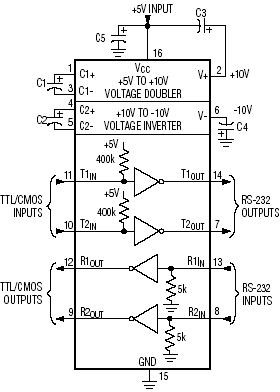 +5V INPUT
C3
C5
16
1
C1+
VCC
V+
2
+10V
C1
3
C1-
+5V TO +10V
VOLTAGE DOUBLER
4
C2+
+10V TO -10V
V-
6
-10V
C2
5
C2-
VOLTAGE INVERTER
C4
+5V
400k
11
T1IN
T1OUT
14
TTL/CMOS
INPUTS
+5V
400k
RS-232
OUTPUTS
10
T2IN
T2OUT
7
12
R1OUT
R1IN
13
TTL/CMOS
OUTPUTS
5k
RS-232
INPUTS
9
R2OUT
R2IN
8
5k
GND
15